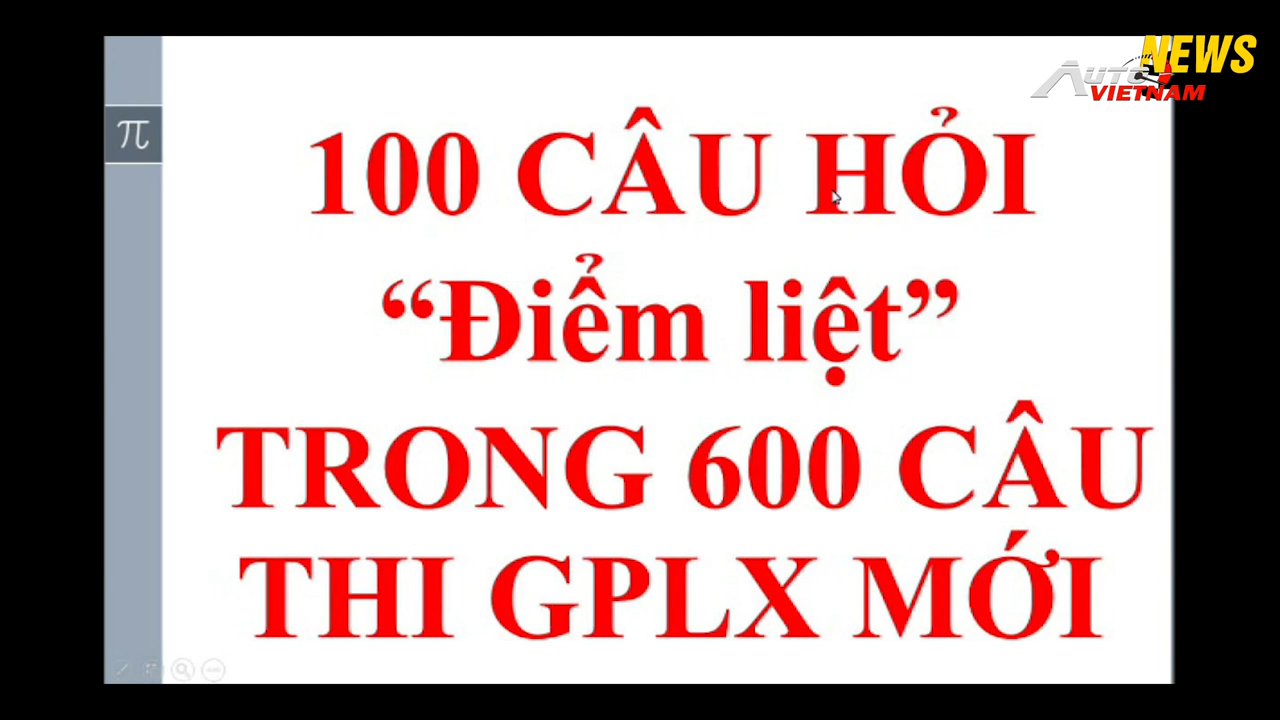 NEWS
AUTO
VIETNAM
π
100 CÂU HỎI
“Điểm liệt”
TRONG 600 CÂU
THI GPLX MỚI